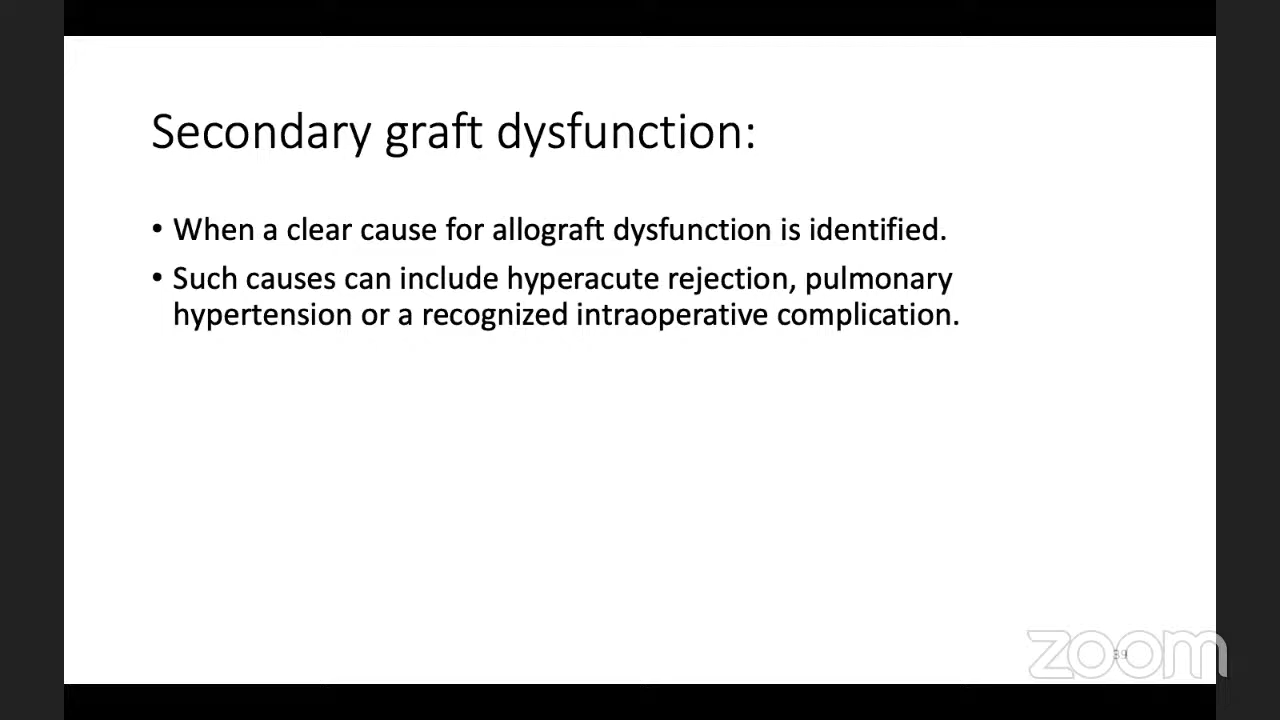 Secondary graft dysfunction:
• When a clear cause for allograft dysfunction is identified.
• Such causes can include hyperacute rejection, pulmonary
hypertension or a recognized intraoperative complication.
39
zoom